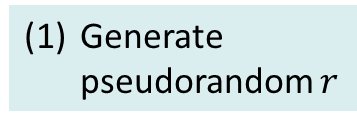 (1) Generate
pseudorandom r